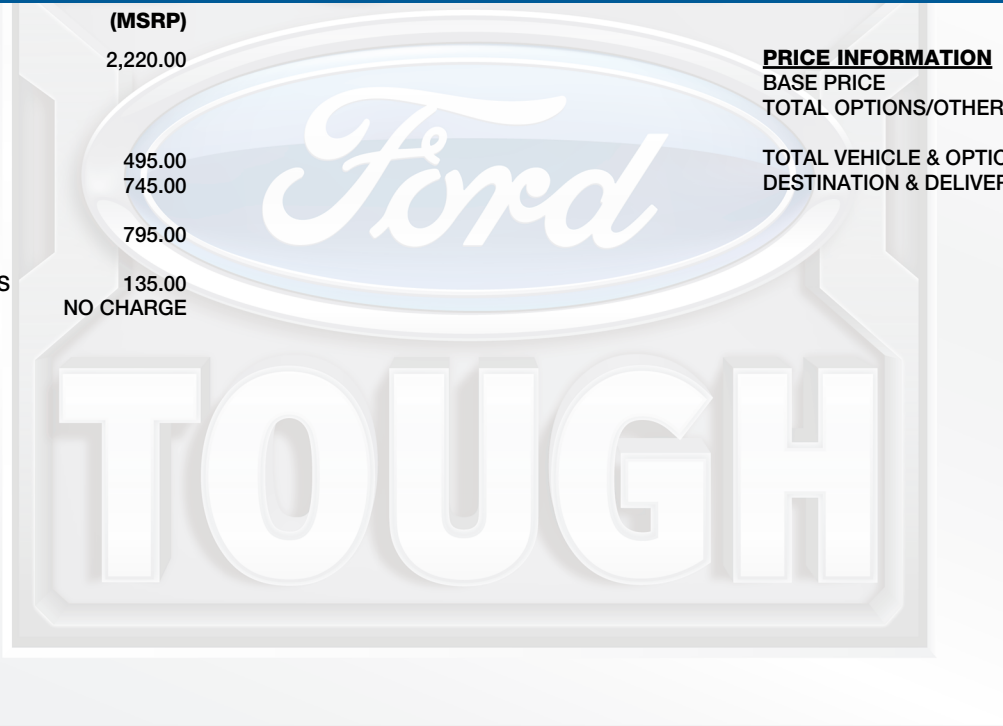 (MSRP)
2,220.00
495.00
745.00
795.00
S 135.00
NO CHARGE
PRICE INFORMATION
BASE PRICE
TOTAL OPTIONS/OTHER
TOTAL VEHICLE & OPTIO
DESTINATION & DELIVER
Ford
TOUGH